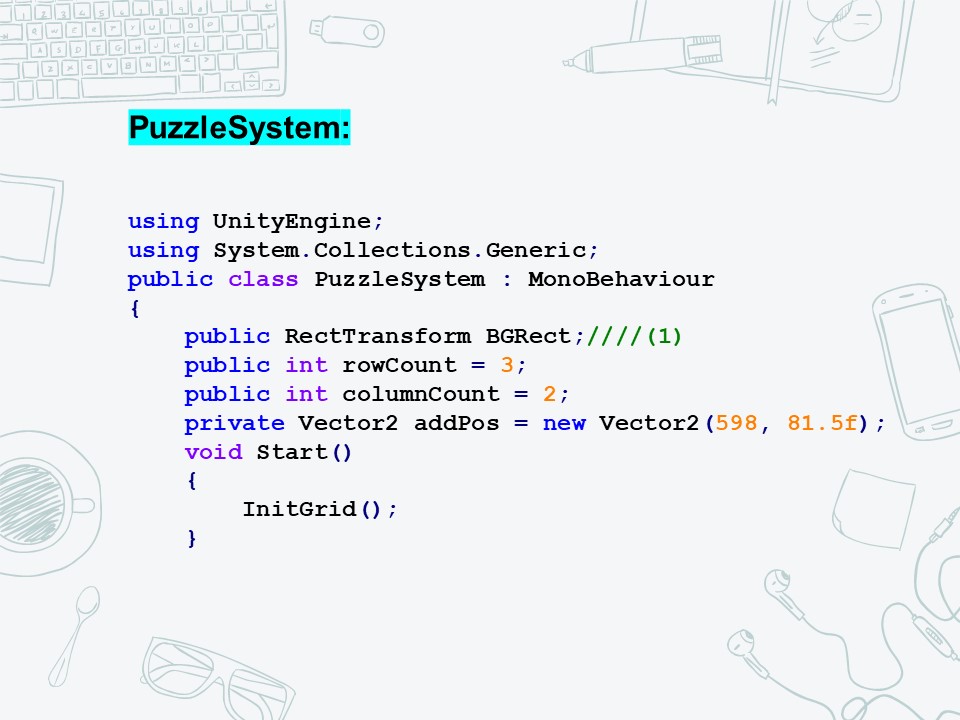 PuzzleSystem:
using UnityEngine;
using System.Collections.Generic;
public class PuzzleSystem : MonoBehaviour
{
    public RectTransform BGRect;////(1)
    public int rowCount = 3;
    public int columnCount = 2;
    private Vector2 addPos = new Vector2(598, 81.5f);
    void Start()
    {
        InitGrid();
    }